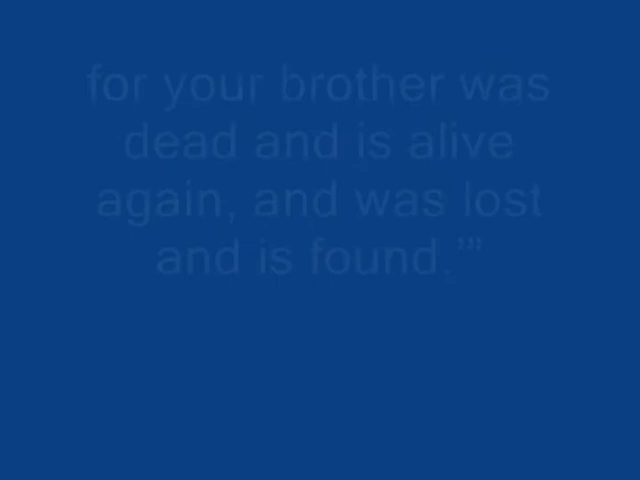 for your brother was
dead and is alive
again, and was lost
and is found.’”